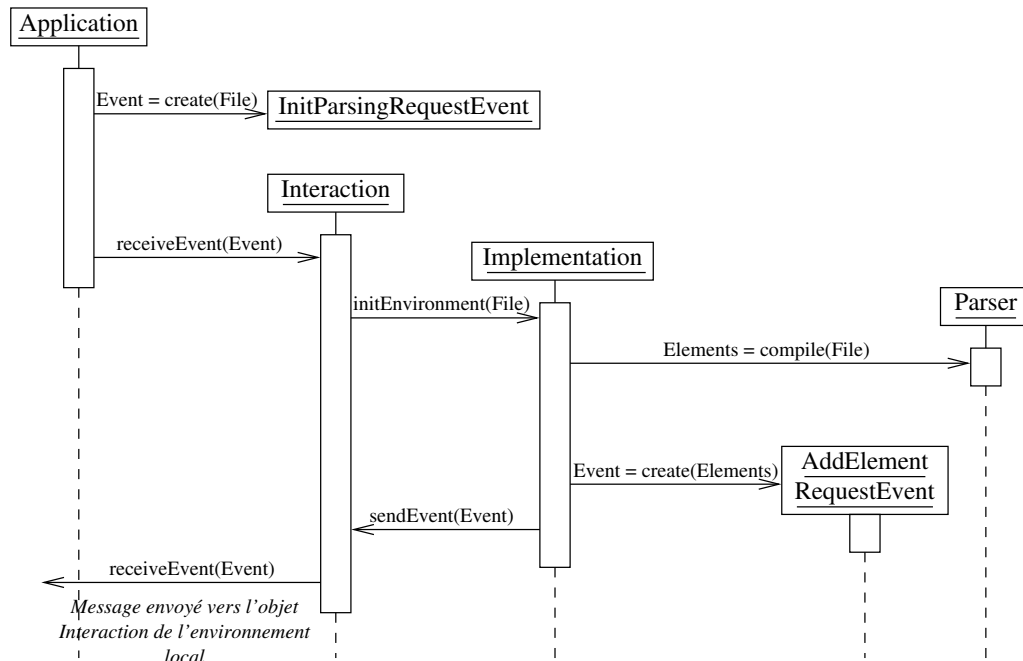 Application
Event = create(File)
InitParsingRequestEvent
Interaction
receiveEvent(Event)
Implementation
initEnvironment(File)
Parser
Elements = compile(File)
Event = create(Elements)
AddElement
RequestEvent
sendEvent(Event)
receiveEvent(Event)
Message envoyé vers l'objet
Interaction de l'environnement
local